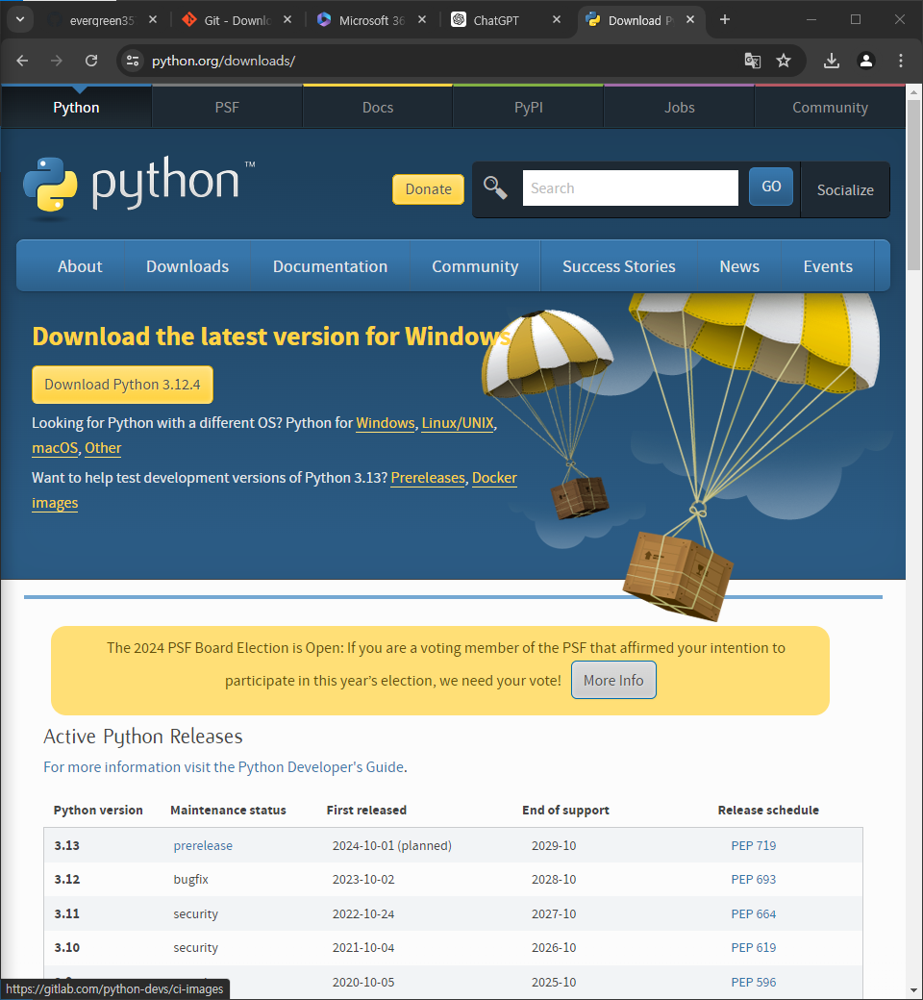 evergreen35
Git - Downlo
Microsoft 36
ChatGPT
Download P
python.org/downloads/
Python PSF Docs PyPI Jobs Community
python™
Donate Search GO Socialize
About Downloads Documentation Community Success Stories News Events
Download the latest version for Windows
Download Python 3.12.4
Looking for Python with a different OS? Python for Windows, Linux/UNIX,
macOS, Other
Want to help test development versions of Python 3.13? Prereleases, Docker
images
The 2024 PSF Board Election is Open: If you are a voting member of the PSF that affirmed your intention to
participate in this year's election, we need your vote! More Info
Active Python Releases
For more information visit the Python Developer's Guide.
Python version Maintenance status First released End of support Release schedule
3.13 prerelease 2024-10-01 (planned) 2029-10 PEP 719
3.12 bugfix 2023-10-02 2028-10 PEP 693
3.11 security 2022-10-24 2027-10 PEP 664
3.10 security 2021-10-04 2026-10 PEP 619
2020-10-05 2025-10 PEP 596
https://gitlab.com/python-devs/ci-images